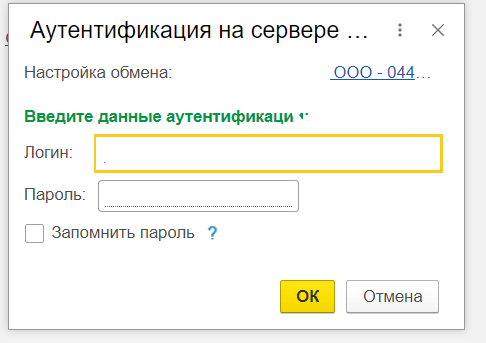 Аутентификация на сервере ...
Настройка обмена: ООО - 044...
Введите данные аутентификаци
Логин:
Пароль:
Запомнить пароль ?
ОК Отмена